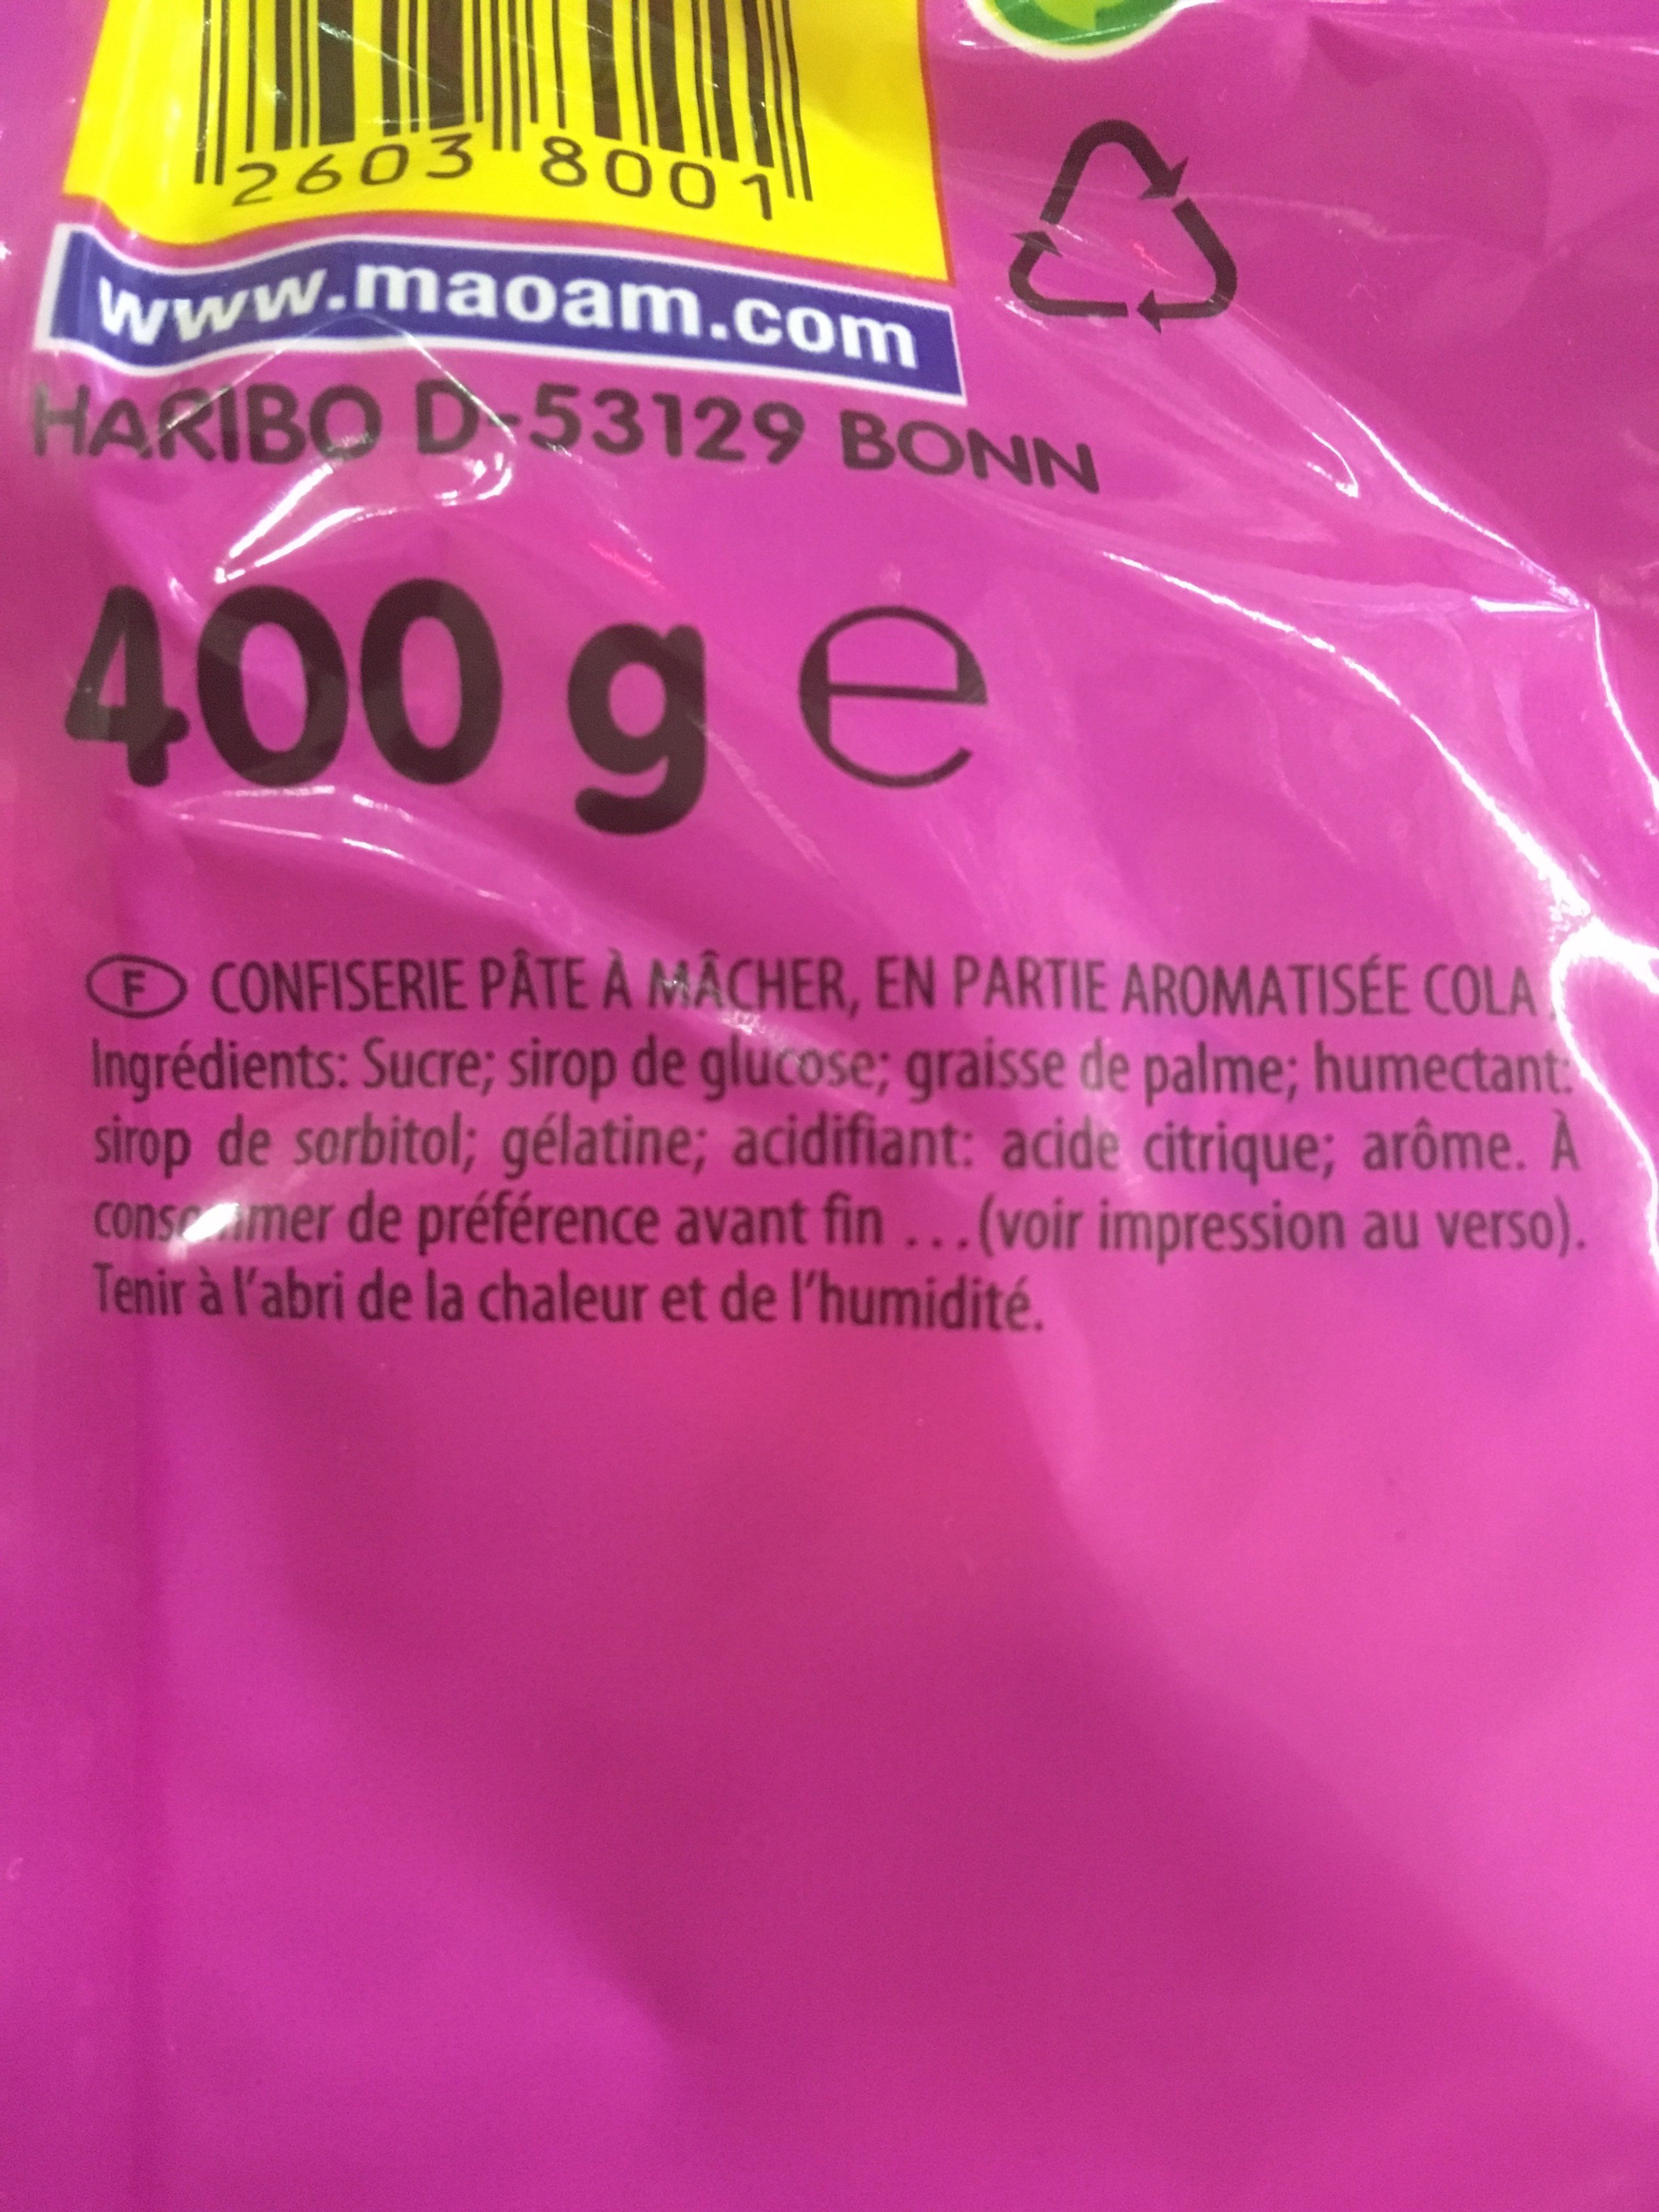 2603 8001
www.maoam.com
HARIBO D-53129 BONN
400 g e
F CONFISERIE PÂTE À MÂCHER, EN PARTIE AROMATISÉE COLA
Ingrédients: Sucre; sirop de glucose; graisse de palme; humectant:
sirop de sorbitol; gélatine; acidifiant: acide citrique; arôme. À
consommer de préférence avant fin ...(voir impression au verso).
Tenir à l'abri de la chaleur et de l'humidité.